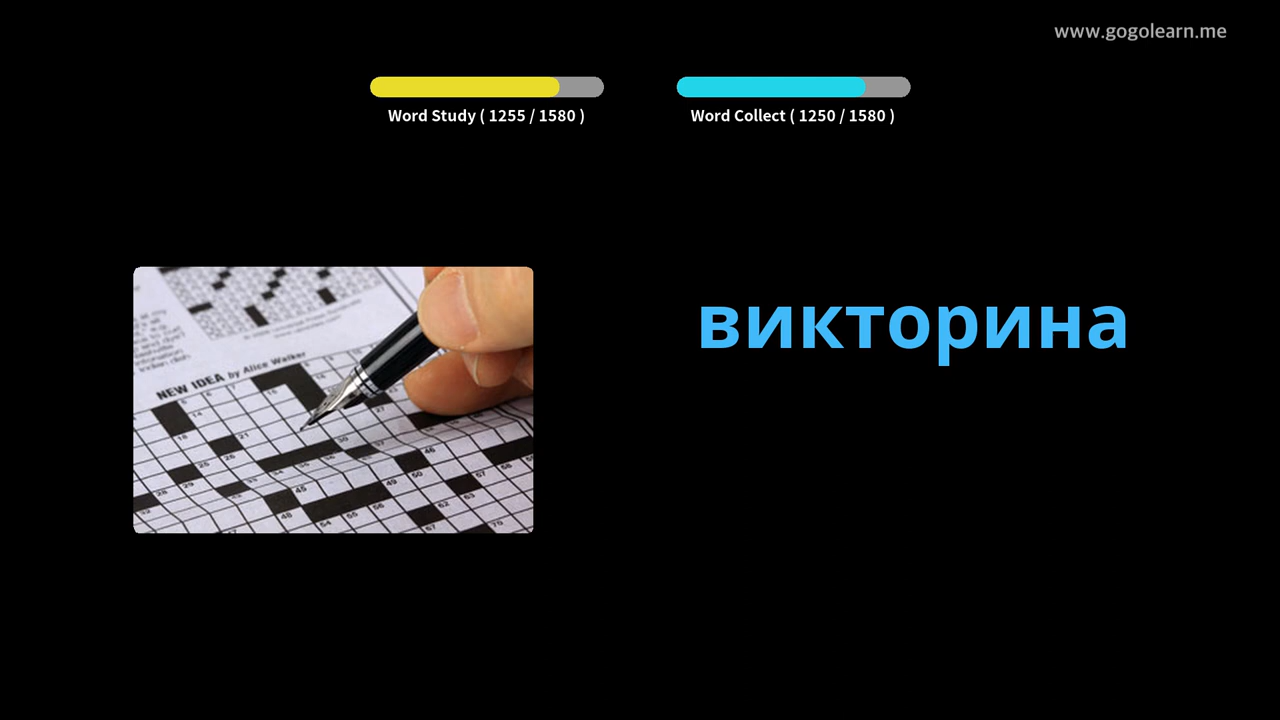 www.gogolearn.me
Word Study ( 1255 / 1580 )
Word Collect ( 1250 / 1580 )
викторина
NEW IDEA by Alice Walker